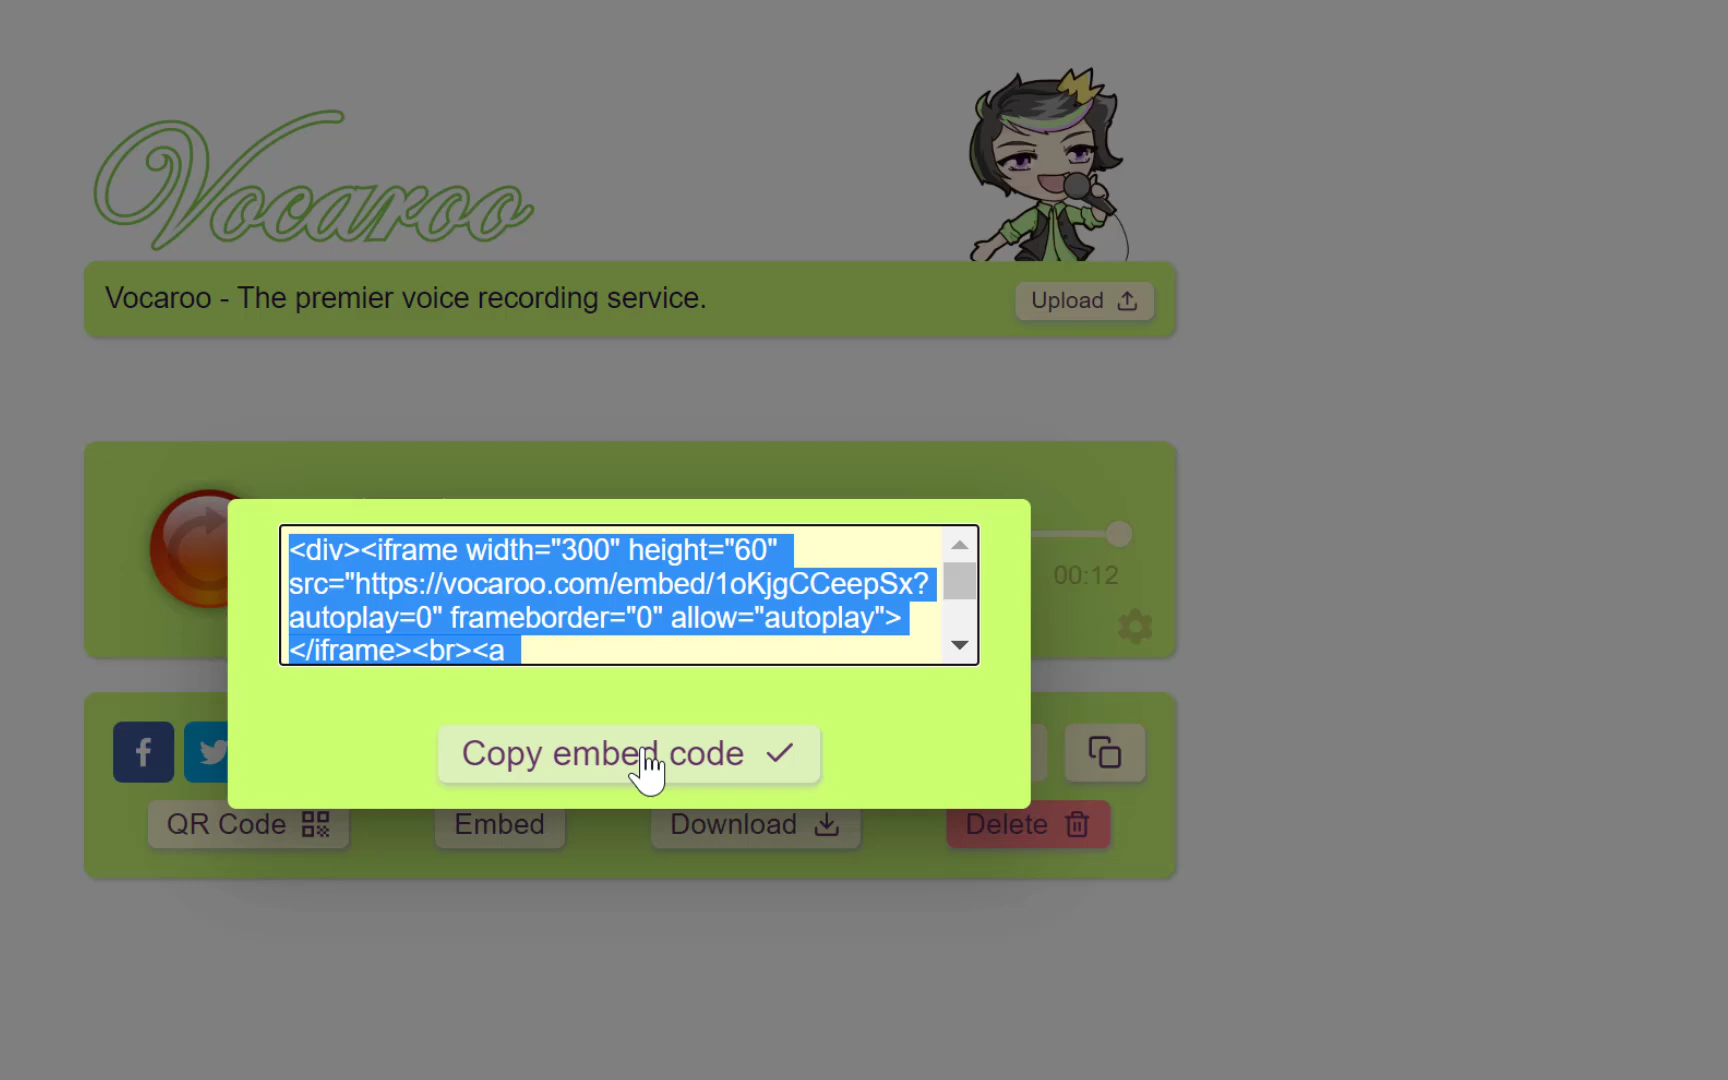 Vocaroo
Vocaroo - The premier voice recording service.
Upload
<div><iframe width="300" height="60"
src="https://vocaroo.com/embed/1oKjgCCeepSx?
autoplay=0" frameborder="0" allow="autoplay">
</iframe><br><a
00:12
Copy embed code
QR Code
Embed
Download
Delete